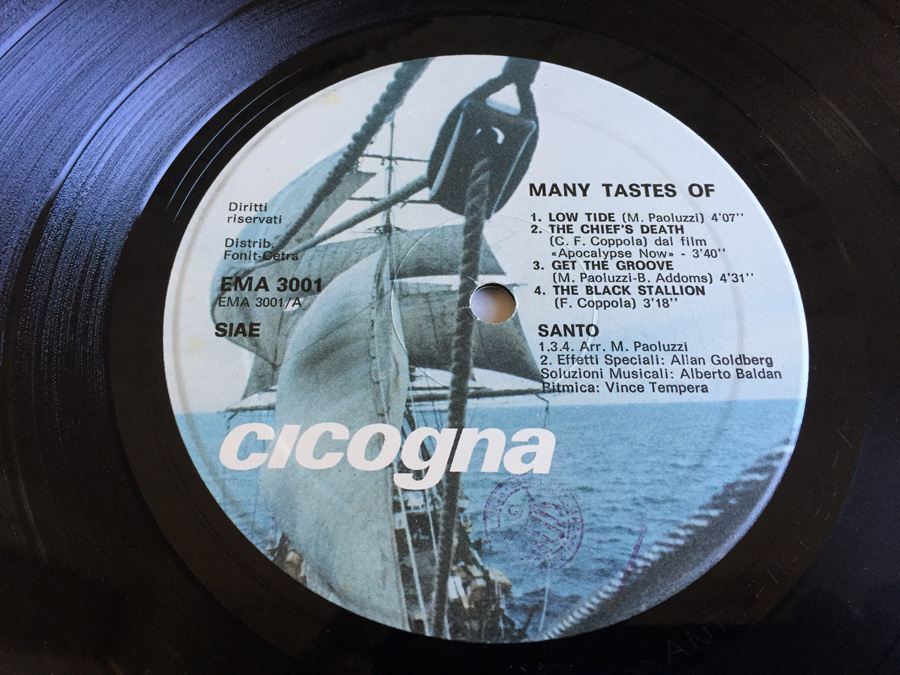 Diritti
riservati
Distrib.
Fonit-Cetra
EMA 3001
EMA 3001/A
SIAE
MANY TASTES OF
1. LOW TIDE (M. Paoluzzi) 4'07''
2. THE CHIEF'S DEATH
(C. F. Coppola) dal film
«Apocalypse Now» - 3'40''
3. GET THE GROOVE
(M. Paoluzzi-B. Addoms) 4'31''
4. THE BLACK STALLION
(F. Coppola) 3'18''
SANTO
1.3.4. Arr. M. Paoluzzi
2. Effetti Speciali: Allan Goldberg
Soluzioni Musicali: Alberto Baldan
Ritmica: Vince Tempera
cicogna